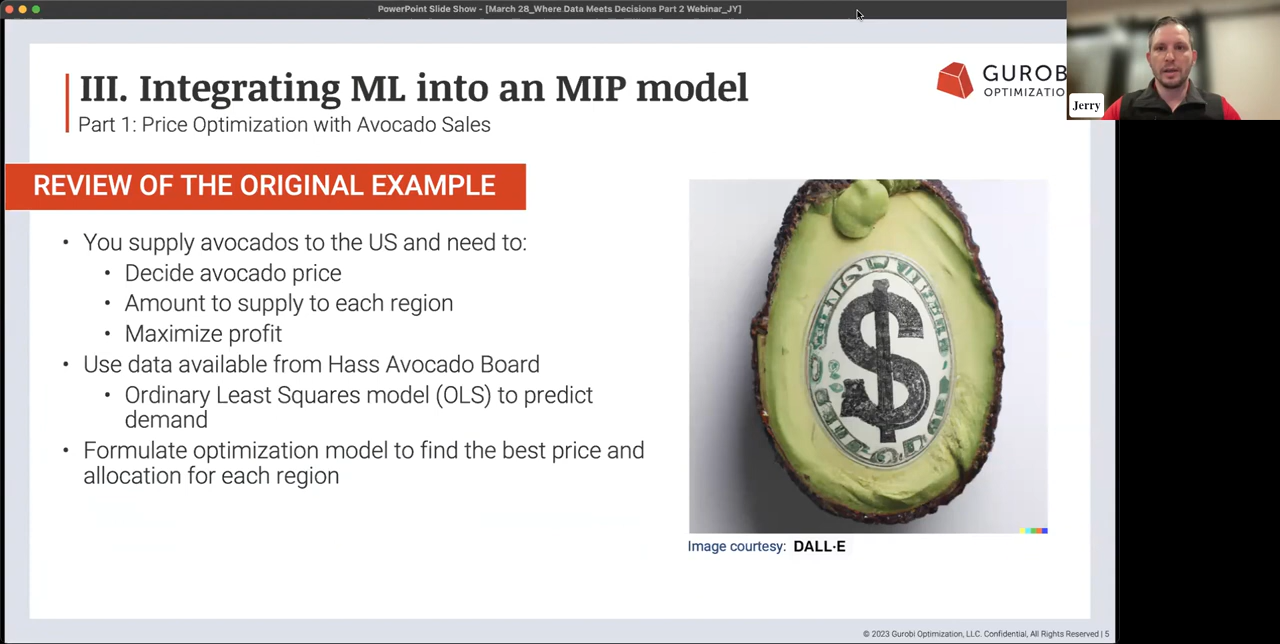 PowerPoint Slide Show - [March 28_Where Data Meets Decisions Part 2 Webinar_JY]
III. Integrating ML into an MIP model
Part 1: Price Optimization with Avocado Sales
GUROBI
OPTIMIZATIO
Jerry
REVIEW OF THE ORIGINAL EXAMPLE
• You supply avocados to the US and need to:
• Decide avocado price
• Amount to supply to each region
• Maximize profit
• Use data available from Hass Avocado Board
• Ordinary Least Squares model (OLS) to predict
demand
• Formulate optimization model to find the best price and
allocation for each region
$
Image courtesy: DALL·E
© 2023 Gurobi Optimization, LLC. Confidential, All Rights Reserved | 5